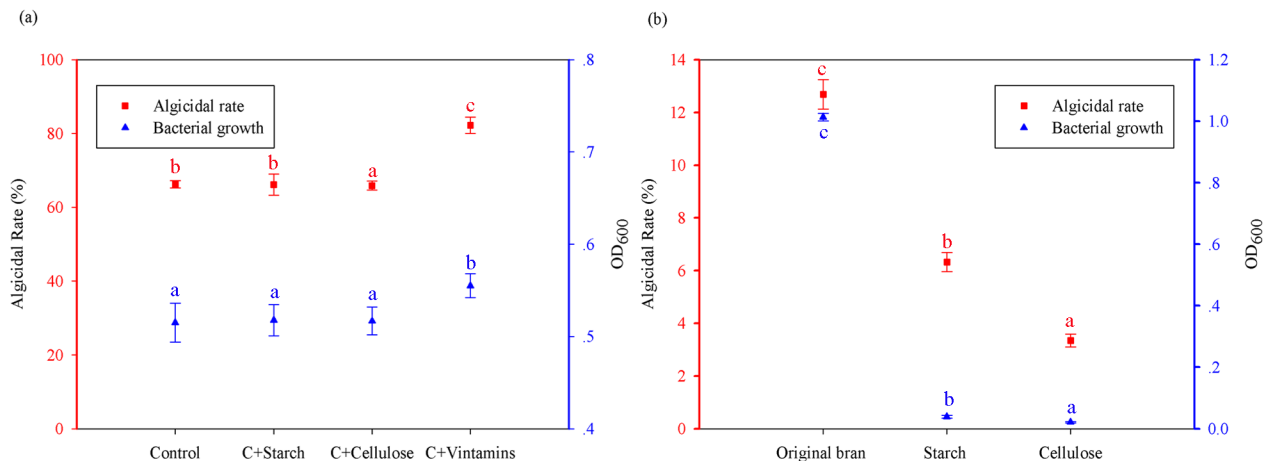 (a)
100
80
60
40
20
0
Algicidal Rate (%)
.8
.7
.6
.5
.4
OD600
Algicidal rate
Bacterial growth
b
b
a
c
a
a
a
b
Control
C+Starch
C+Cellulose
C+Vintamins
(b)
14
12
10
8
6
4
2
0
Algicidal Rate (%)
1.2
1.0
.8
.6
.4
.2
0.0
OD600
Algicidal rate
Bacterial growth
c
c
b
a
b
a
Original bran
Starch
Cellulose